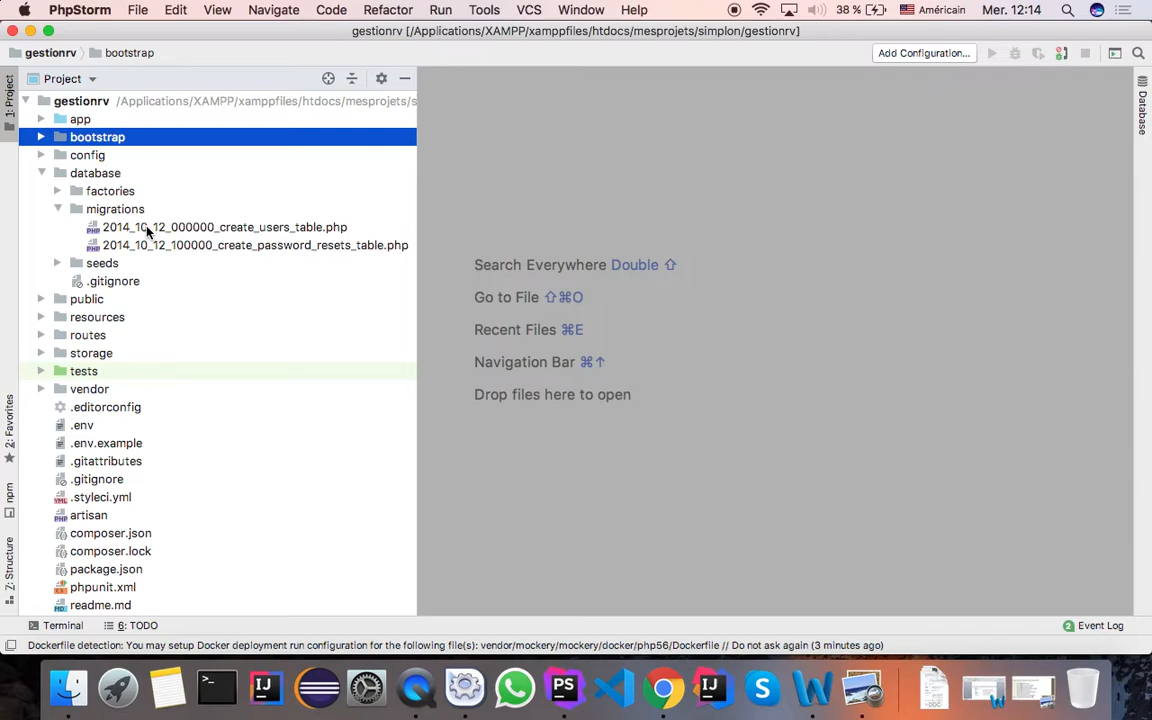 PhpStorm File Edit View Navigate Code Refactor Run Tools VCS Window Help 38 % Américain Mer. 12:14
gestionrv [/Applications/XAMPP/xamppfiles/htdocs/mesprojets/simplon/gestionrv]
gestionrv bootstrap Add Configuration...
1: Project
Project
gestionrv /Applications/XAMPP/xamppfiles/htdocs/mesprojets/s
app
bootstrap
config
database
factories
migrations
2014_10_12_000000_create_users_table.php
2014_10_12_100000_create_password_resets_table.php
seeds
.gitignore
public
resources
routes
storage
tests
vendor
.editorconfig
.env
.env.example
.gitattributes
.gitignore
.styleci.yml
artisan
composer.json
composer.lock
package.json
phpunit.xml
readme.md
2: Favorites
npm
Z: Structure
Search Everywhere Double ⇧
Go to File ⇧⌘O
Recent Files ⌘E
Navigation Bar ⌘↑
Drop files here to open
Database
Terminal 6: TODO 2 Event Log
Dockerfile detection: You may setup Docker deployment run configuration for the following file(s): vendor/mockery/mockery/docker/php56/Dockerfile // Do not ask again (3 minutes ago)